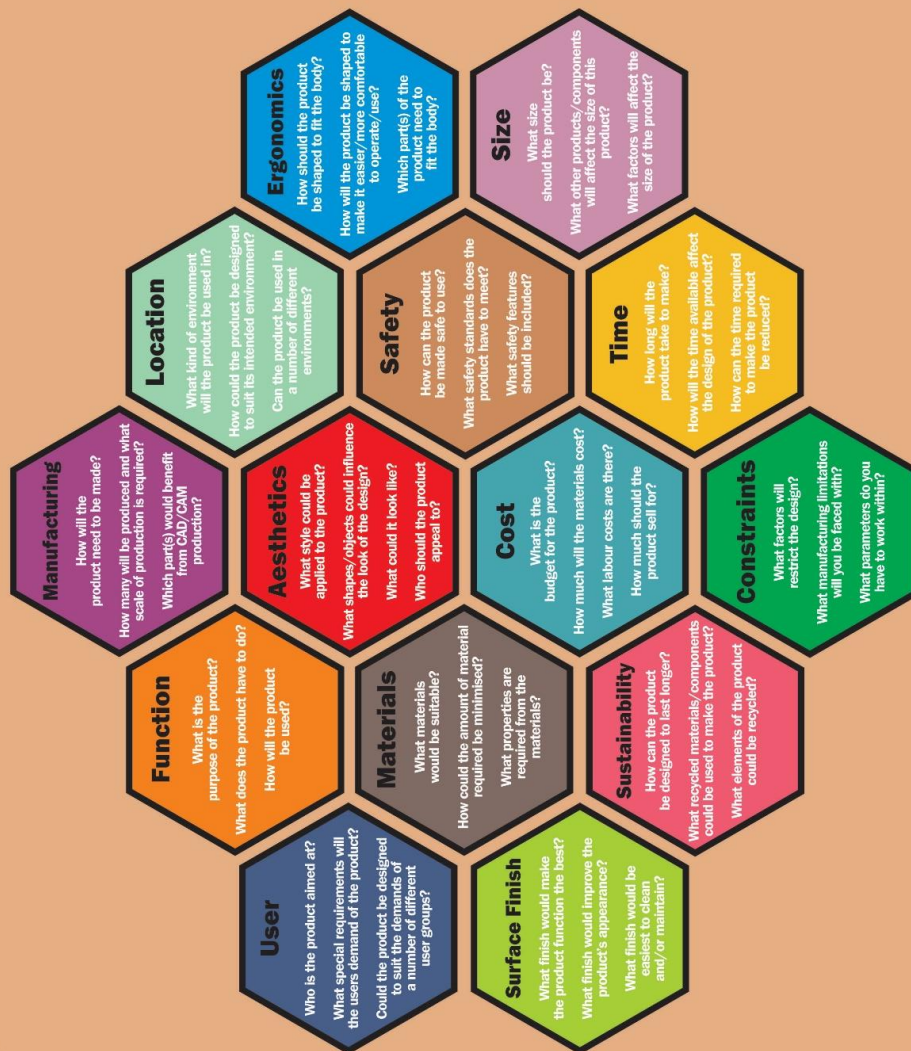 Manufacturing
How will the
product need to be made?
How many will be produced and what
scale of production is required?
Which part(s) would benefit
from CAD/CAM
production?
Function
What is the
purpose of the product?
What does the product have to do?
How will the product
be used?
Location
What kind of environment
will the product be used in?
How could the product be designed
to suit its intended environment?
Can the product be used in
a number of different
environments?
User
Who is the product aimed at?
What special requirements will
the users demand of the product?
Could the product be designed
to suit the demands of
a number of different
user groups?
Aesthetics
What style could be
applied to the product?
What shapes/objects could influence
the look of the design?
What could it look like?
Who should the product
appeal to?
Ergonomics
How should the product
be shaped to fit the body?
How will the product be shaped to
make it easier/more comfortable
to operate/use?
Which part(s) of the
product need to
fit the body?
Materials
What materials
would be suitable?
How could the amount of material
required be minimised?
What properties are
required from the
materials?
Safety
How can the product
be made safe to use?
What safety standards does the
product have to meet?
What safety features
should be included?
Surface Finish
What finish would make
the product function the best?
What finish would improve the
product's appearance?
What finish would be
easiest to clean
and/or maintain?
Cost
What is the
budget for the product?
How much will the materials cost?
What labour costs are there?
How much should the
product sell for?
Size
What size
should the product be?
What other products/components
will affect the size of this
product?
What factors will affect the
size of the product?
Sustainability
How can the product
be designed to last longer?
What recycled materials/components
could be used to make the product?
What elements of the product
could be recycled?
Time
How long will the
product take to make?
How will the time available affect
the design of the product?
How can the time required
to make the product
be reduced?
Constraints
What factors will
restrict the design?
What manufacturing limitations
will you be faced with?
What parameters do you
have to work within?